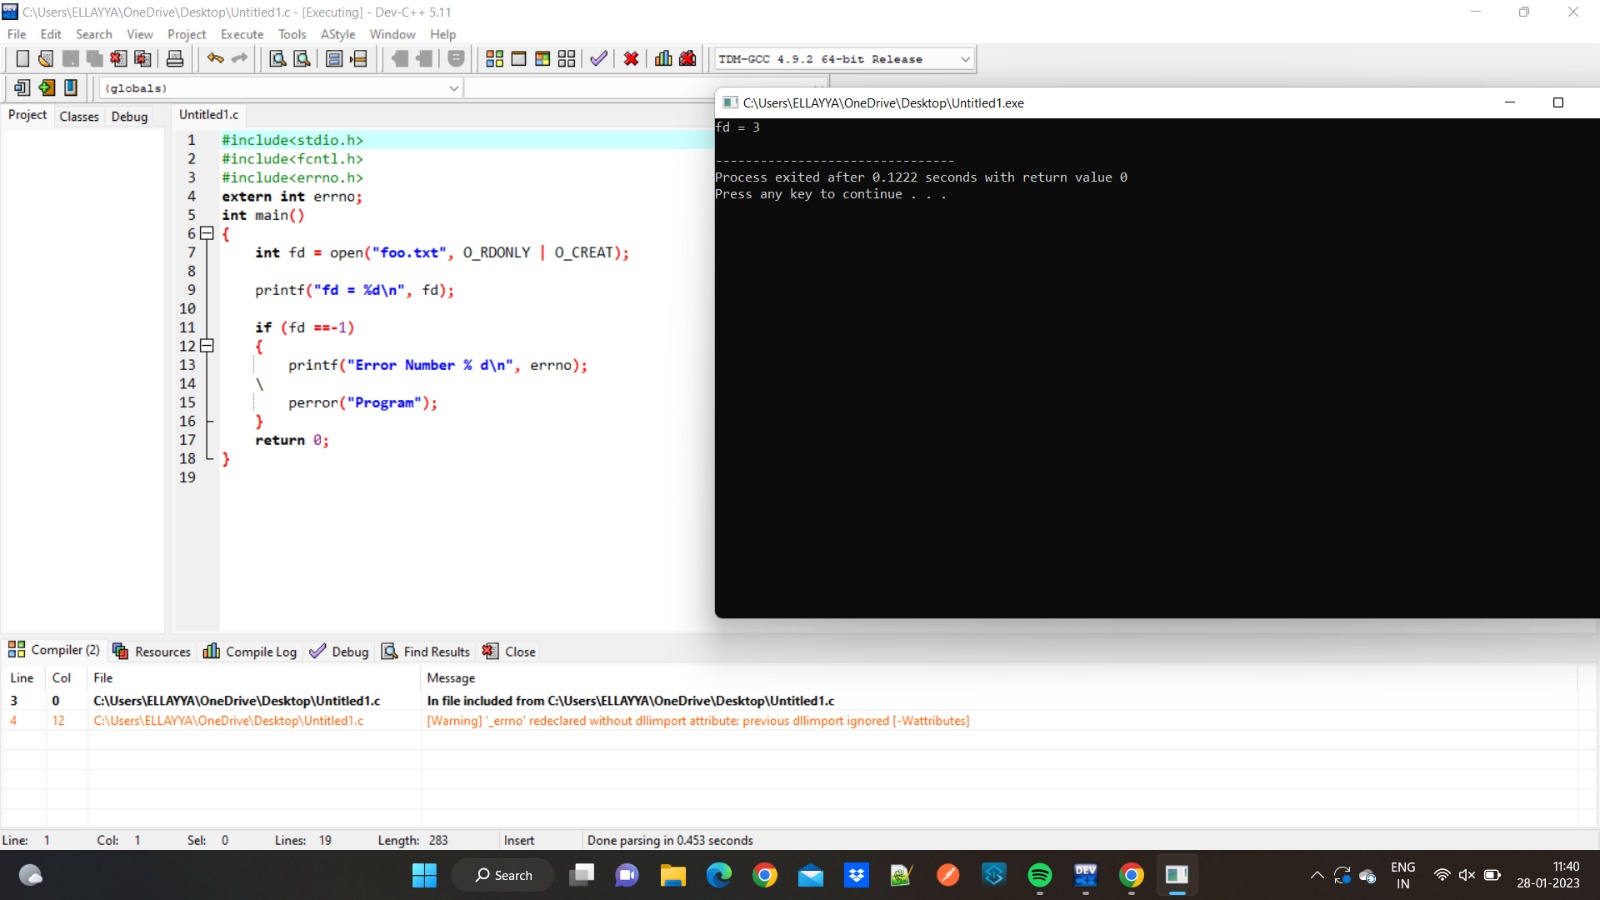 C:\Users\ELLAYYA\OneDrive\Desktop\Untitled1.c - [Executing] - Dev-C++ 5.11
File Edit Search View Project Execute Tools AStyle Window Help
TDM-GCC 4.9.2 64-bit Release
(globals)
Project Classes Debug
Untitled1.c
1 #include<stdio.h>
2 #include<fcntl.h>
3 #include<errno.h>
4 extern int errno;
5 int main()
6 {
7 int fd = open("foo.txt", O_RDONLY | O_CREAT);
8
9 printf("fd = %d\n", fd);
10
11 if (fd ==-1)
12 {
13 printf("Error Number % d\n", errno);
14 \
15 perror("Program");
16 }
17 return 0;
18 }
19
C:\Users\ELLAYYA\OneDrive\Desktop\Untitled1.exe
fd = 3
--------------------------------
Process exited after 0.1222 seconds with return value 0
Press any key to continue . . .
Compiler (2) Resources Compile Log Debug Find Results Close
Line Col File Message
3 0 C:\Users\ELLAYYA\OneDrive\Desktop\Untitled1.c In file included from C:\Users\ELLAYYA\OneDrive\Desktop\Untitled1.c
4 12 C:\Users\ELLAYYA\OneDrive\Desktop\Untitled1.c [Warning] '_errno' redeclared without dllimport attribute: previous dllimport ignored [-Wattributes]
Line: 1 Col: 1 Sel: 0 Lines: 19 Length: 283 Insert Done parsing in 0.453 seconds
Search
DEV
ENG
IN
11:40
28-01-2023